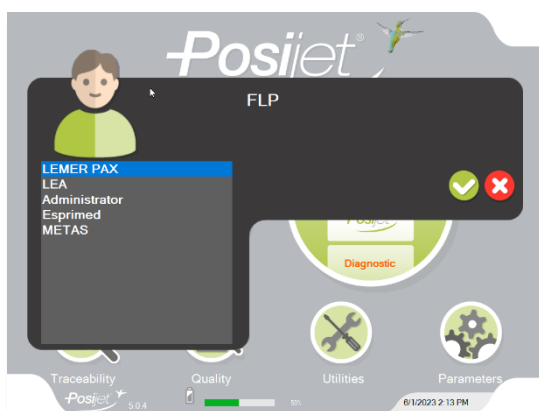 Posijet®
FLP
LEMER PAX
LEA
Administrator
Esprimed
METAS
Posijet
Diagnostic
Traceability
Quality
Utilities
Parameters
Posijet 5.0.4
50%
6/1/2023 2:13 PM